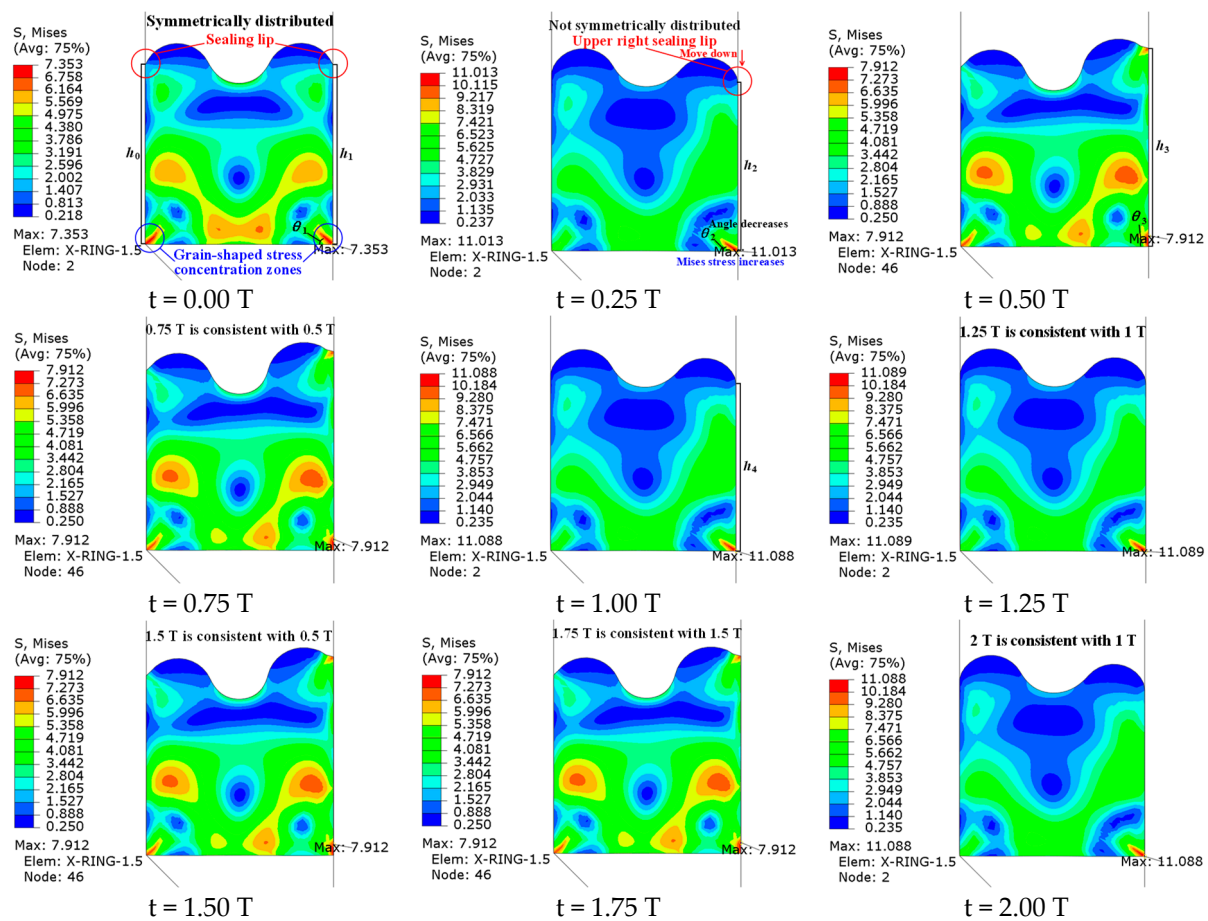 Symmetrically distributed
Sealing lip
S, Mises
(Avg: 75%)
7.353
6.758
6.164
5.569
4.975
4.380
3.786
3.191
2.596
2.002
1.407
0.813
0.218
Max: 7.353
Elem: X-RING-1.5
Node: 2
h0
h1
θ1
Max: 7.353
Grain-shaped stress
concentration zones
t = 0.00 T
Not symmetrically distributed
Upper right sealing lip
Move down
S, Mises
(Avg: 75%)
11.013
10.115
9.217
8.319
7.421
6.523
5.625
4.727
3.829
2.931
2.033
1.135
0.237
Max: 11.013
Elem: X-RING-1.5
Node: 2
h2
Angle decreases
θ2
Max: 11.013
Mises stress increases
t = 0.25 T
S, Mises
(Avg: 75%)
7.912
7.273
6.635
5.996
5.358
4.719
4.081
3.442
2.804
2.165
1.527
0.888
0.250
Max: 7.912
Elem: X-RING-1.5
Node: 46
h3
θ3
Max: 7.912
t = 0.50 T
0.75 T is consistent with 0.5 T
S, Mises
(Avg: 75%)
7.912
7.273
6.635
5.996
5.358
4.719
4.081
3.442
2.804
2.165
1.527
0.888
0.250
Max: 7.912
Elem: X-RING-1.5
Node: 46
Max: 7.912
t = 0.75 T
S, Mises
(Avg: 75%)
11.088
10.184
9.280
8.375
7.471
6.566
5.662
4.757
3.853
2.949
2.044
1.140
0.235
Max: 11.088
Elem: X-RING-1.5
Node: 2
h4
Max: 11.088
t = 1.00 T
1.25 T is consistent with 1 T
S, Mises
(Avg: 75%)
11.089
10.184
9.280
8.375
7.471
6.566
5.662
4.757
3.853
2.949
2.044
1.140
0.235
Max: 11.089
Elem: X-RING-1.5
Node: 2
Max: 11.089
t = 1.25 T
1.5 T is consistent with 0.5 T
S, Mises
(Avg: 75%)
7.912
7.273
6.635
5.996
5.358
4.719
4.081
3.442
2.804
2.165
1.527
0.888
0.250
Max: 7.912
Elem: X-RING-1.5
Node: 46
Max: 7.912
t = 1.50 T
1.75 T is consistent with 1.5 T
S, Mises
(Avg: 75%)
7.912
7.273
6.635
5.996
5.358
4.719
4.081
3.442
2.804
2.165
1.527
0.888
0.250
Max: 7.912
Elem: X-RING-1.5
Node: 46
Max: 7.912
t = 1.75 T
2 T is consistent with 1 T
S, Mises
(Avg: 75%)
11.088
10.184
9.280
8.375
7.471
6.566
5.662
4.757
3.853
2.949
2.044
1.140
0.235
Max: 11.088
Elem: X-RING-1.5
Node: 2
Max: 11.088
t = 2.00 T